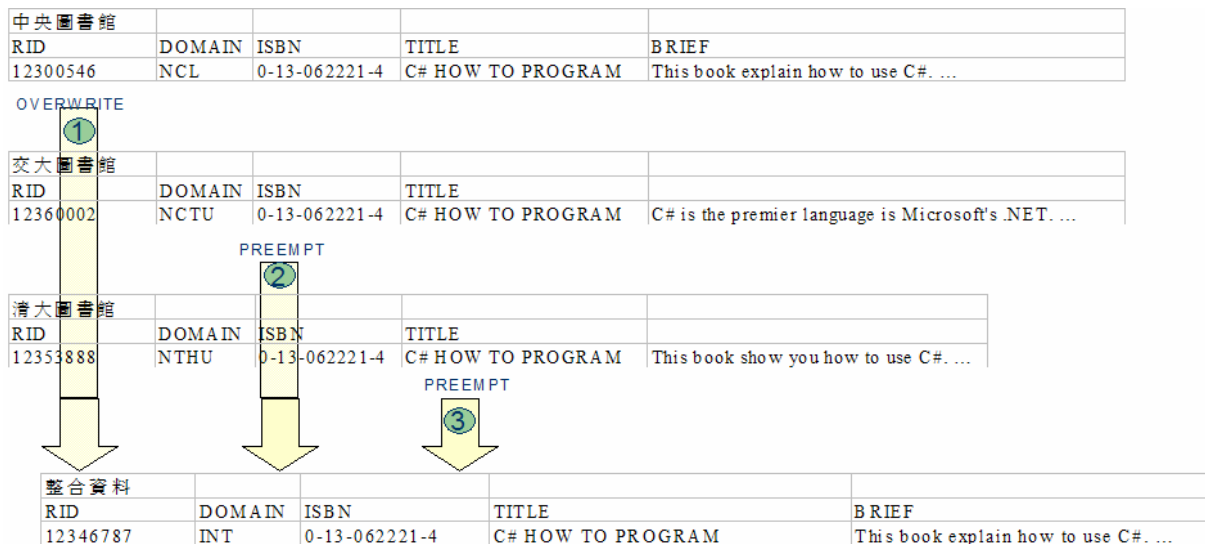 中央圖書館
RID DOMAIN ISBN TITLE BRIEF
12300546 NCL 0-13-062221-4 C# HOW TO PROGRAM This book explain how to use C#. ...
OVERWRITE
1
交大圖書館
RID DOMAIN ISBN TITLE
12360002 NCTU 0-13-062221-4 C# HOW TO PROGRAM C# is the premier language is Microsoft's .NET. ...
PREEMPT
2
清大圖書館
RID DOMAIN ISBN TITLE
12353888 NTHU 0-13-062221-4 C# HOW TO PROGRAM This book show you how to use C#. ...
PREEMPT
3
整合資料
RID DOMAIN ISBN TITLE BRIEF
12346787 INT 0-13-062221-4 C# HOW TO PROGRAM This book explain how to use C#. ...